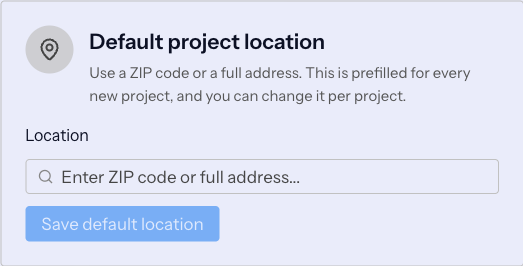 Default project location
Use a ZIP code or a full address. This is prefilled for every
new project, and you can change it per project.
Location
Enter ZIP code or full address...
Save default location